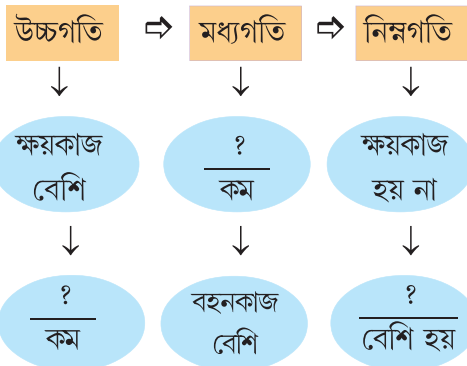 উচ্চগতি ⇨ মধ্যগতি ⇨ নিম্নগতি
↓ ↓ ↓
ক্ষয়কাজ
বেশি
?
কম
ক্ষয়কাজ
হয় না
↓ ↓ ↓
?
কম
বহনকাজ
বেশি
?
বেশি হয়